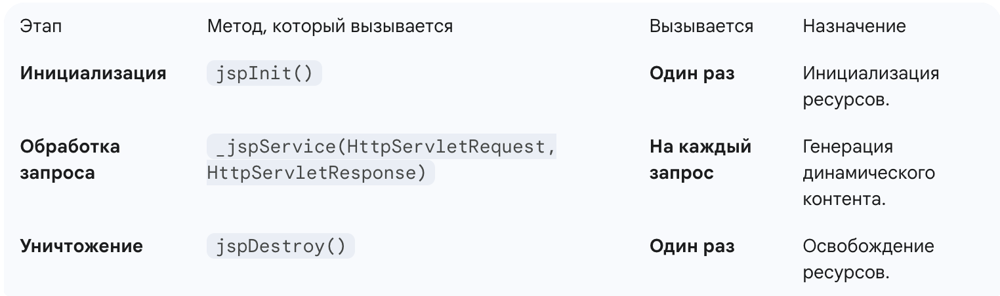 Этап Метод, который вызывается Вызывается Назначение
Инициализация jspInit() Один раз Инициализация
ресурсов.
Обработка _jspService(HttpServletRequest, На каждый Генерация
запроса HttpServletResponse) запрос динамического
контента.
Уничтожение jspDestroy() Один раз Освобождение
ресурсов.